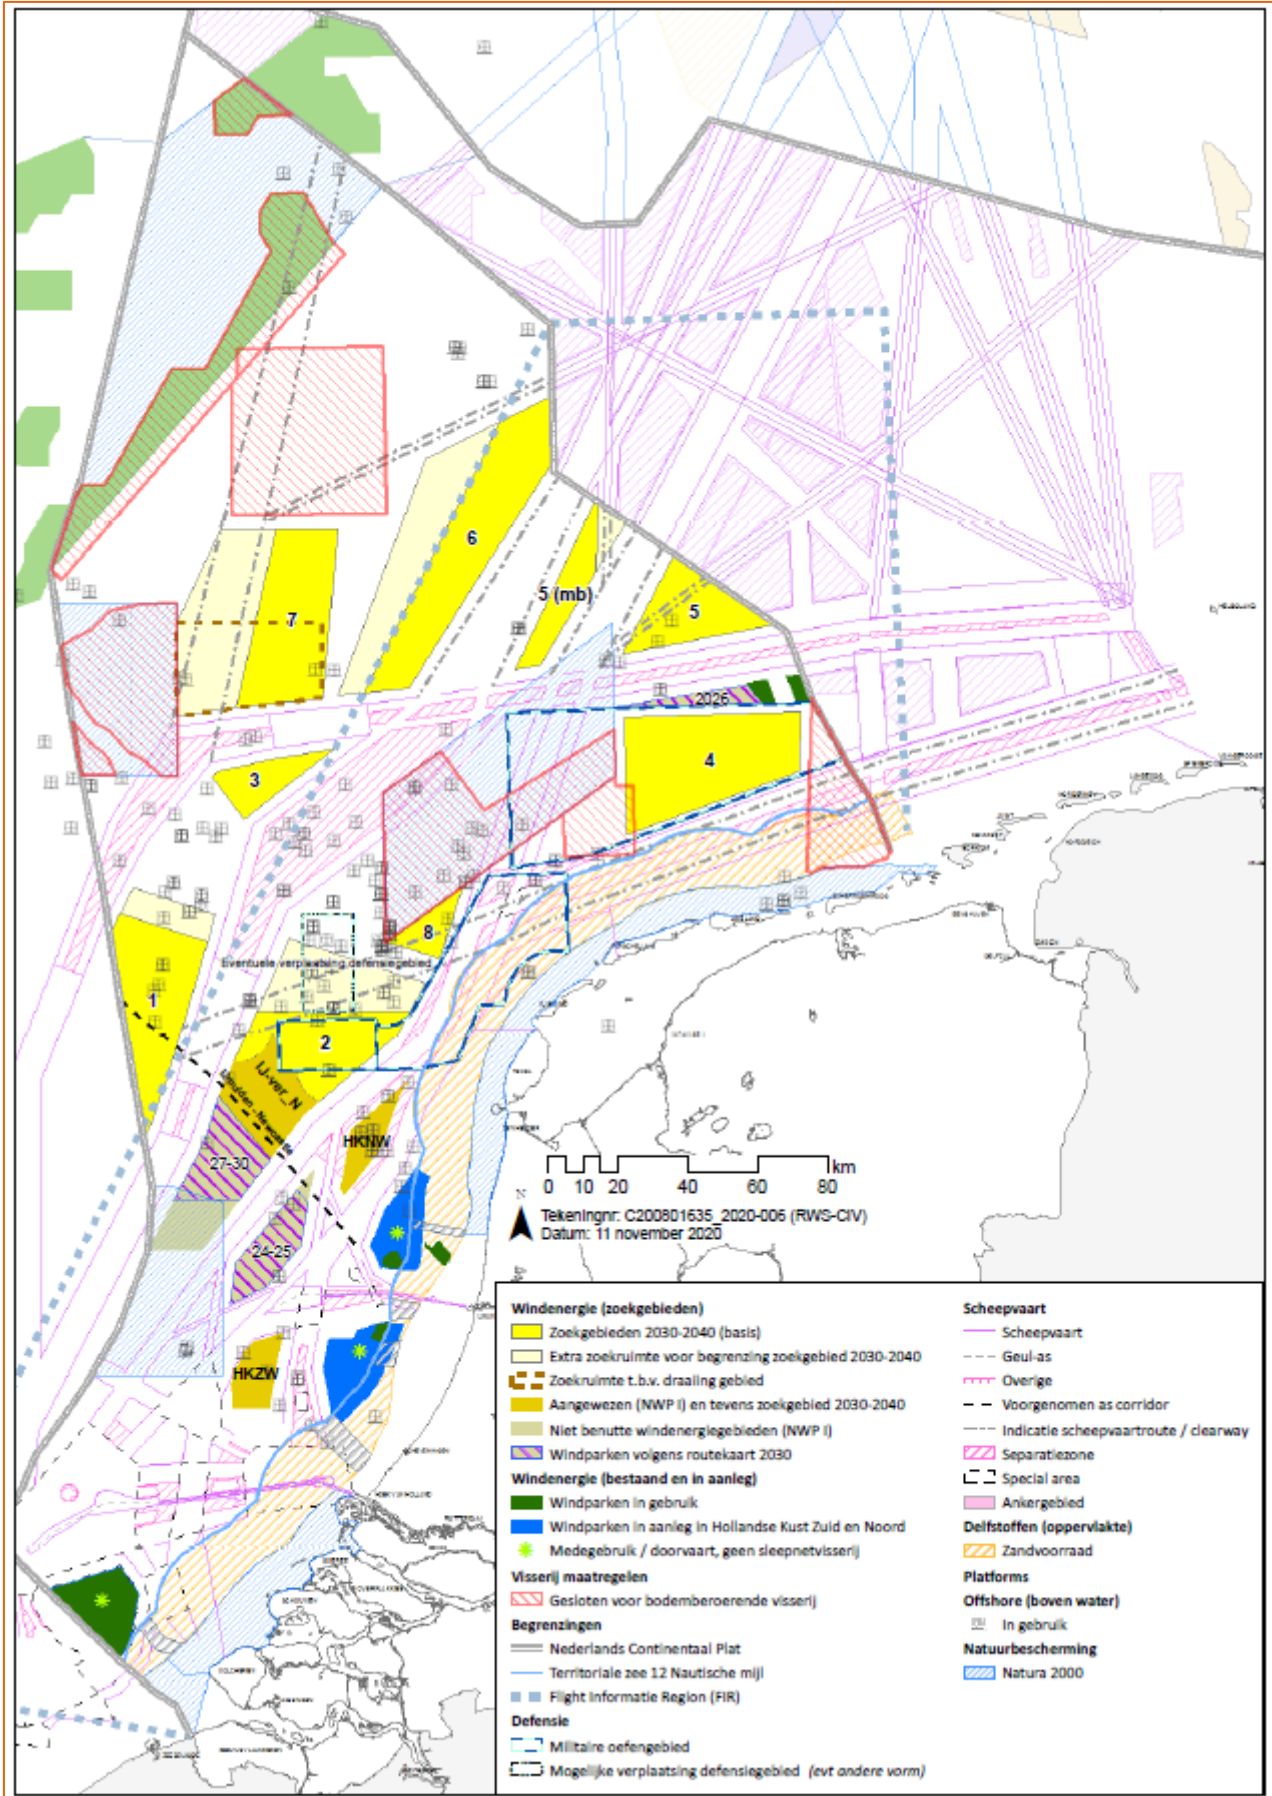 6
5 (mb)
5
7
2026
4
3
8
Eventuele verplaatsing defensiegebied
1
2
IJ-ver_N
IJmuiden - Newcastle
HKNW
27-30
24-25
HKZW
km
0 10 20 40 60 80
N
Tekeningnr: C200801635_2020-006 (RWS-CIV)
Datum: 11 november 2020
Windenergie (zoekgebieden)
Zoekgebieden 2030-2040 (basis)
Extra zoekruimte voor begrenzing zoekgebied 2030-2040
Zoekruimte t.b.v. draaiing gebied
Aangewezen (NWP I) en tevens zoekgebied 2030-2040
Niet benutte windenergiegebieden (NWP I)
Windparken volgens routekaart 2030
Windenergie (bestaand en in aanleg)
Windparken in gebruik
Windparken in aanleg in Hollandse Kust Zuid en Noord
Medegebruik / doorvaart, geen sleepnetvisserij
Visserij maatregelen
Gesloten voor bodemberoerende visserij
Begrenzingen
Nederlands Continentaal Plat
Territoriale zee 12 Nautische mijl
Flight Informatie Region (FIR)
Defensie
Militaire oefengebied
Mogelijke verplaatsing defensiegebied (evt andere vorm)
Scheepvaart
Scheepvaart
Geul-as
Overige
Voorgenomen as corridor
Indicatie scheepvaartroute / clearway
Separatiezone
Special area
Ankergebied
Delfstoffen (oppervlakte)
Zandvoorraad
Platforms
Offshore (boven water)
In gebruik
Natuurbescherming
Natura 2000